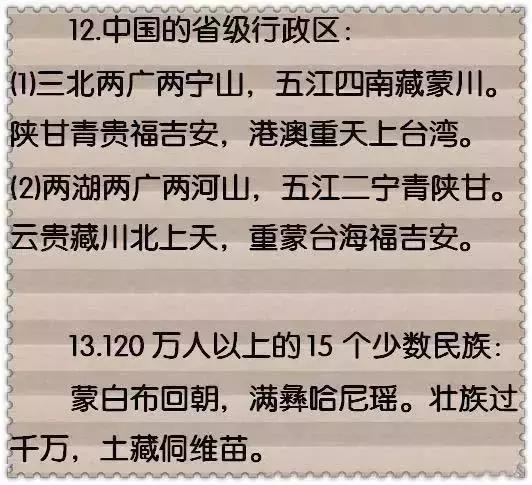 12.中国的省级行政区：
(1)三北两广两宁山，五江四南藏蒙川。
陕甘青贵福吉安，港澳重天上台湾。
(2)两湖两广两河山，五江二宁青陕甘。
云贵藏川北上天，重蒙台海福吉安。
13.120 万人以上的 15 个少数民族：
蒙白布回朝，满彝哈尼瑶。壮族过
千万，土藏侗维苗。